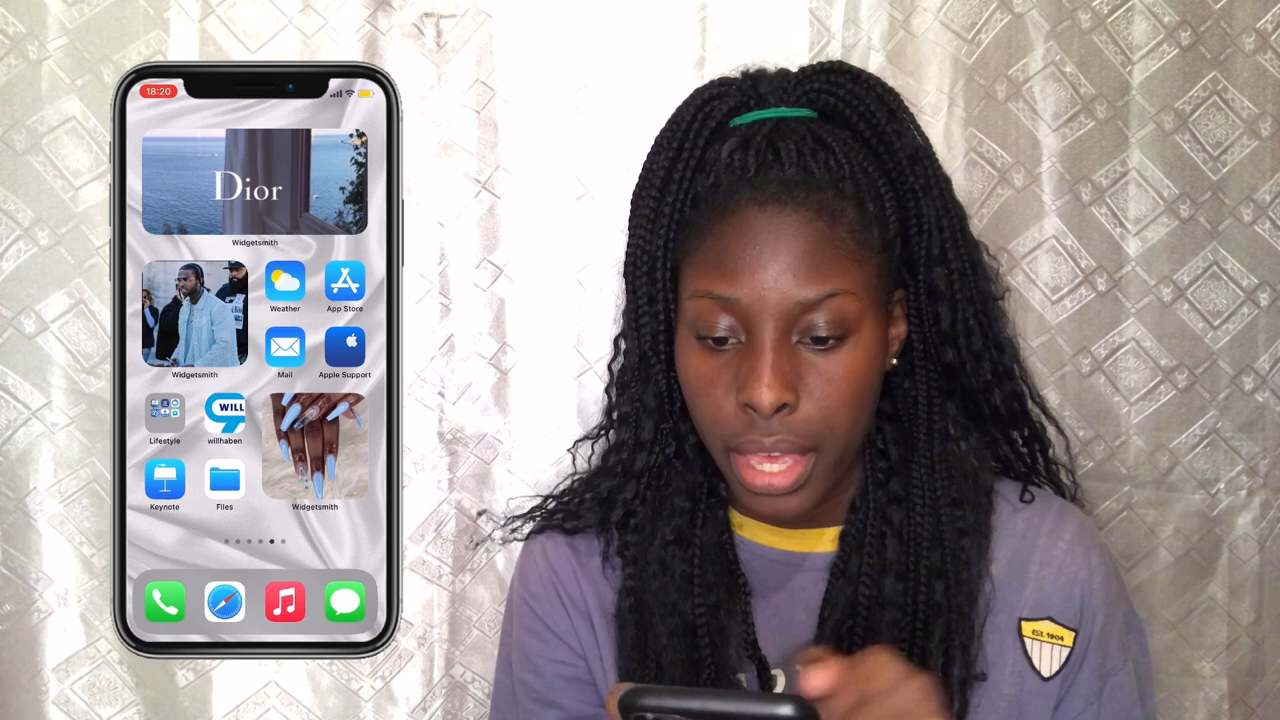 18:20
Dior
Widgetsmith
Weather
App Store
Widgetsmith
Mail
Apple Support
WILL
Lifestyle
willhaben
Keynote
Files
Widgetsmith
EST. 1904